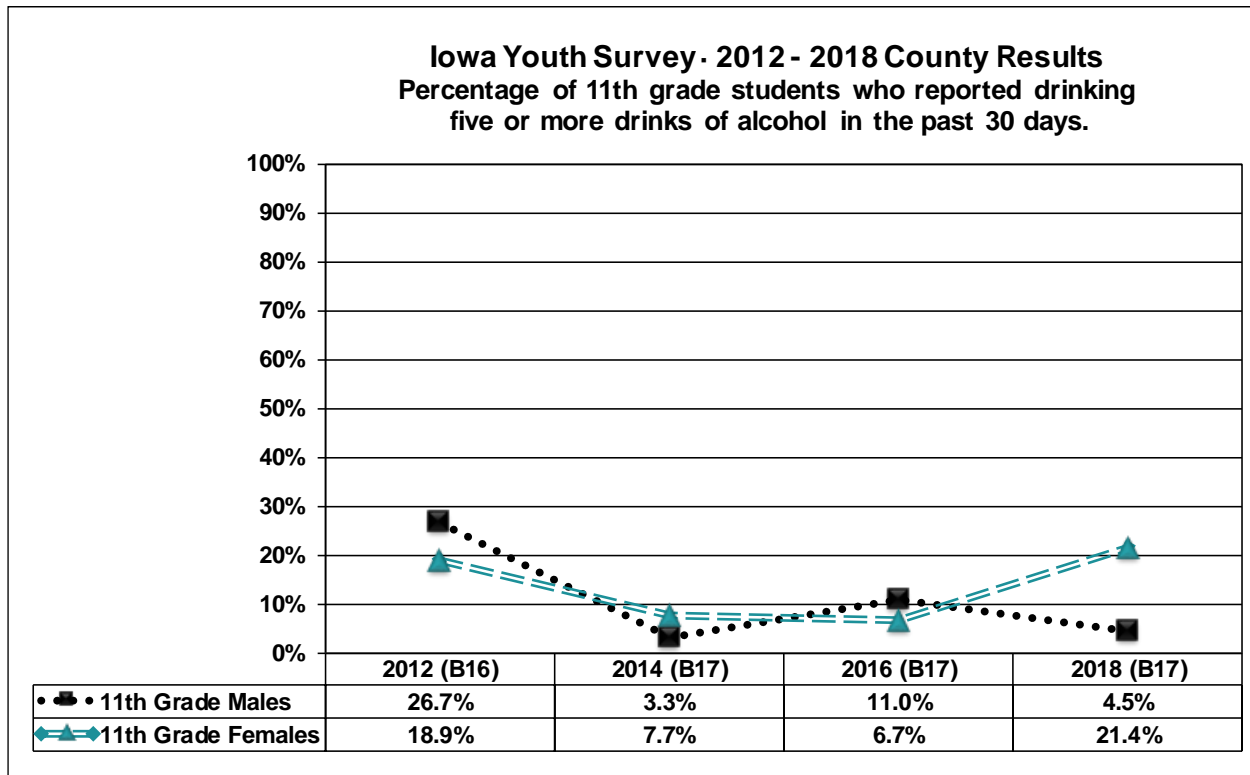 Iowa Youth Survey · 2012 - 2018 County Results
Percentage of 11th grade students who reported drinking
five or more drinks of alcohol in the past 30 days.
100%
90%
80%
70%
60%
50%
40%
30%
20%
10%
0%
2012 (B16) 2014 (B17) 2016 (B17) 2018 (B17)
11th Grade Males 26.7% 3.3% 11.0% 4.5%
11th Grade Females 18.9% 7.7% 6.7% 21.4%